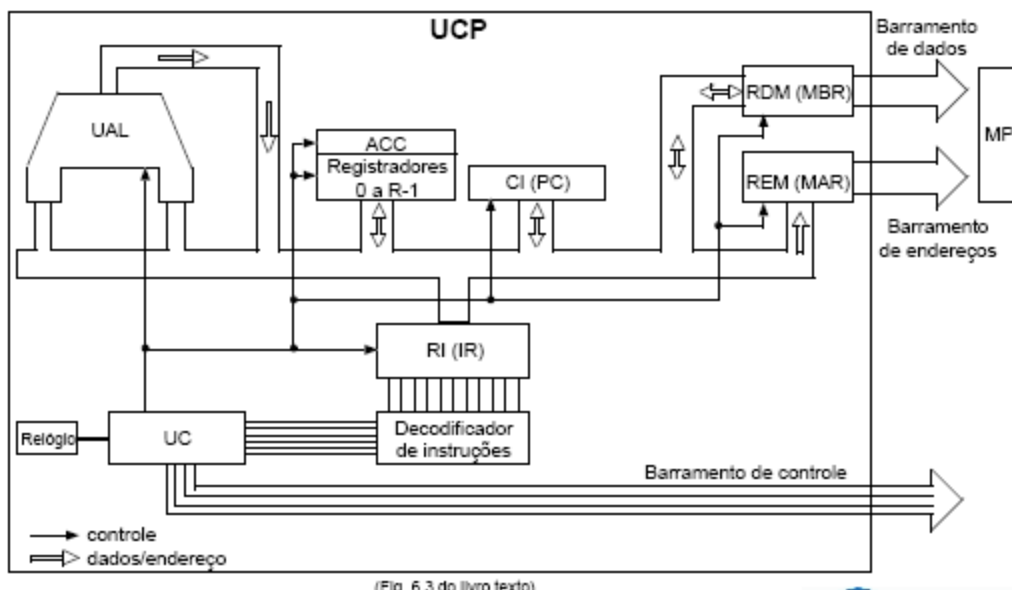 UCP
Barramento
de dados
RDM (MBR)
UAL
ACC
Registradores
0 a R-1
CI (PC)
REM (MAR)
MP
Barramento
de endereços
RI (IR)
Relógio
UC
Decodificador
de instruções
Barramento de controle
controle
dados/endereço
(Fig. 6.3 do livro texto)